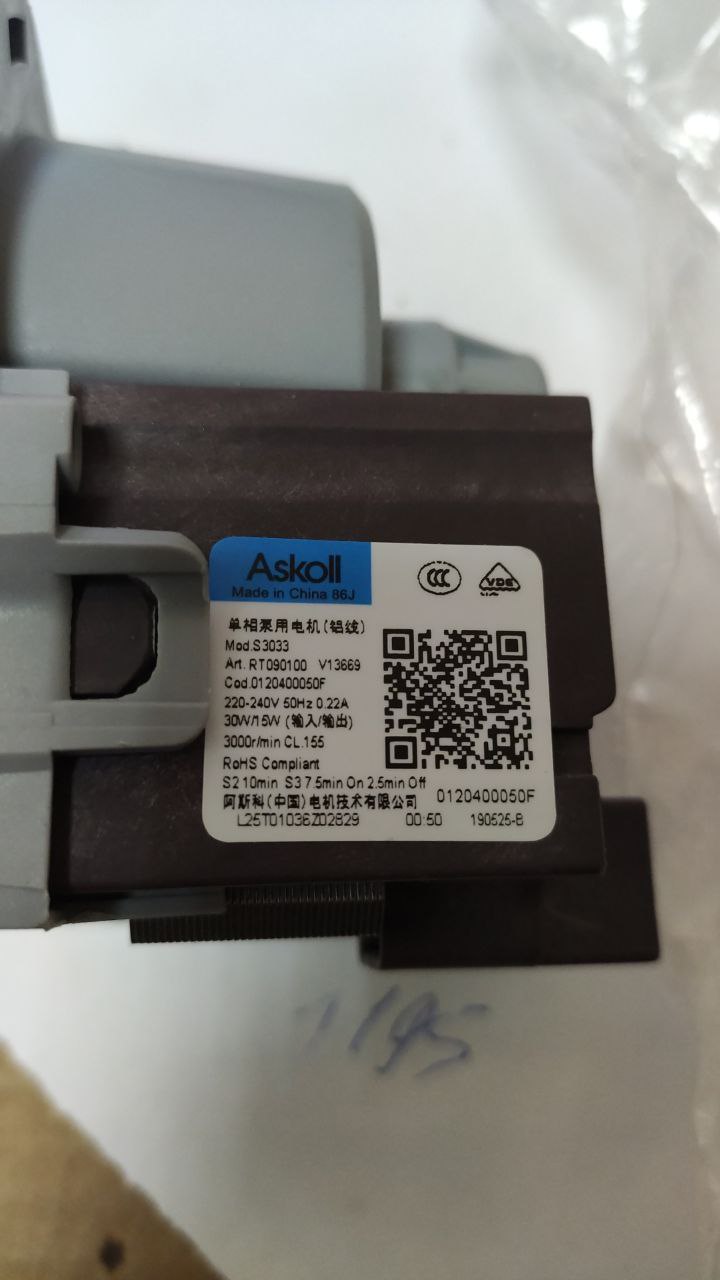 Askoll
Made in China 86J
CCC
VDE
单相泵用电机(铝线)
Mod.S3033
Art. RT090100 V13669
Cod.0120400050F
220-240V 50Hz 0.22A
30W/15W (输入/输出)
3000r/min CL.155
RoHS Compliant
S2 10min S3 7.5min On 2.5min Off
阿斯科(中国)电机技术有限公司 0120400050F
L25T01036Z02829 00:50 190525-B